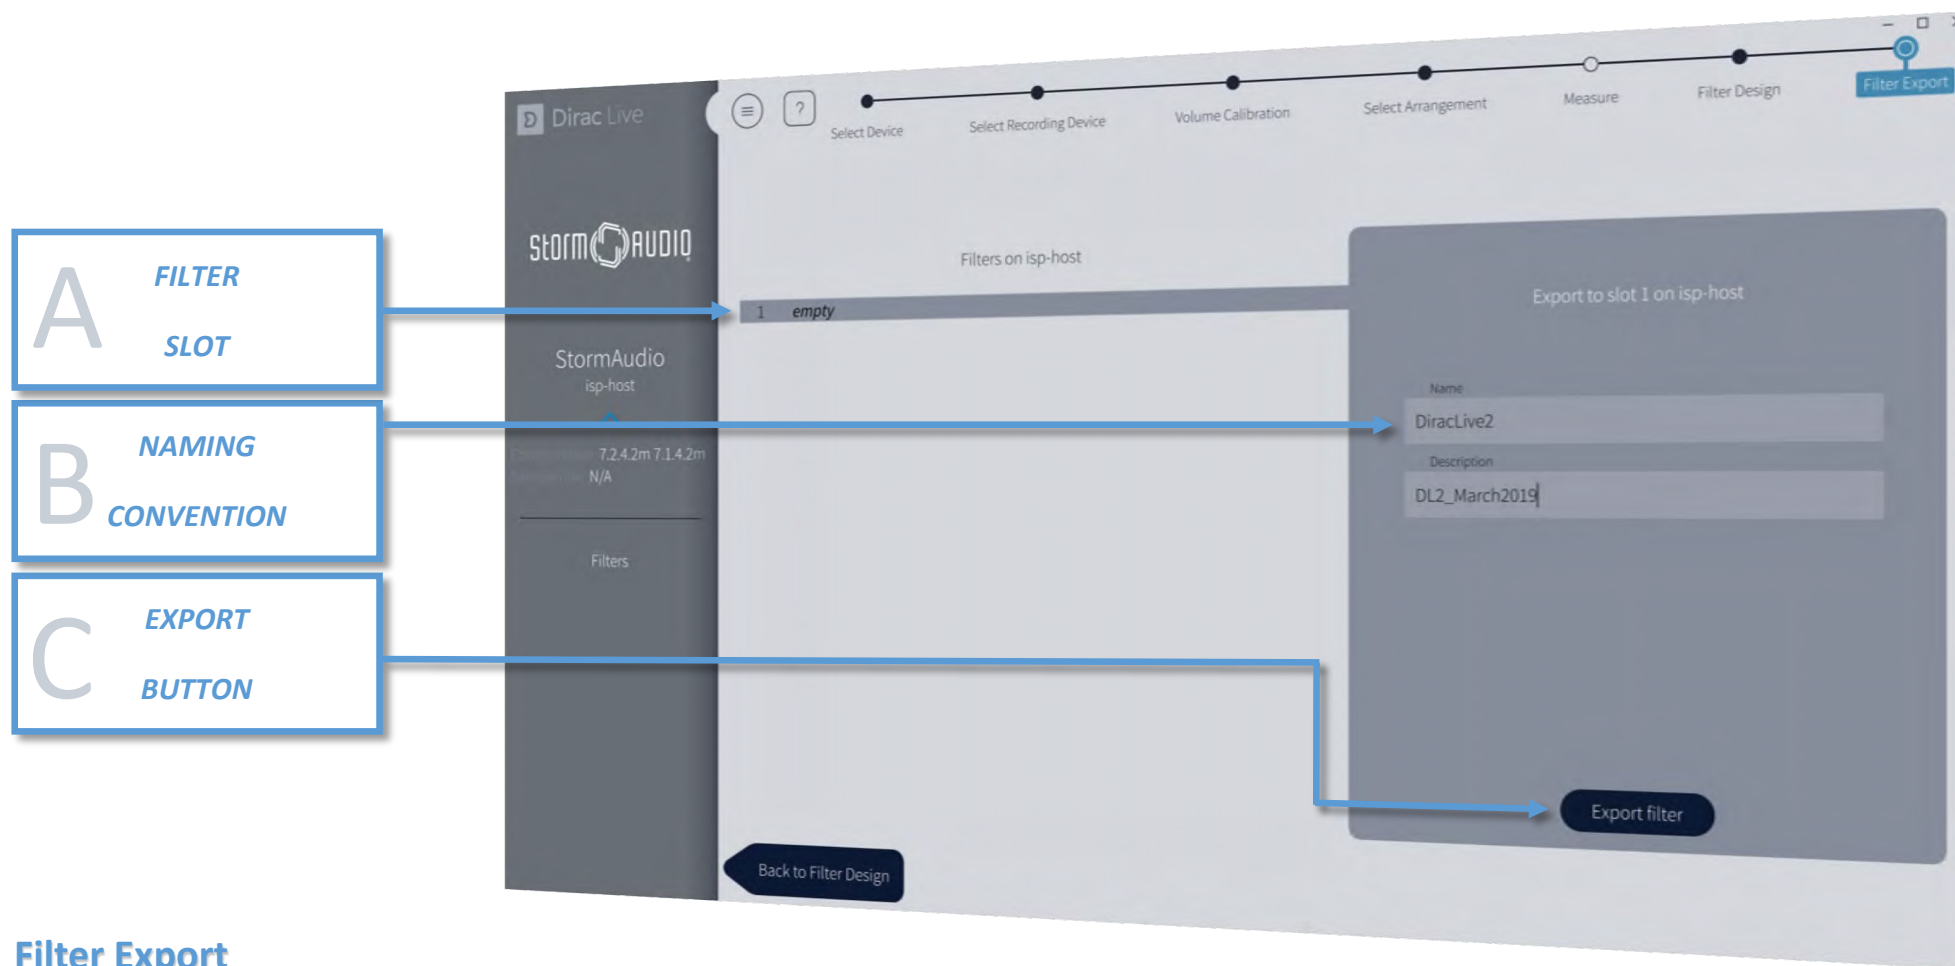 A
FILTER
SLOT
B
NAMING
CONVENTION
C
EXPORT
BUTTON
D Dirac Live
STORM AUDIO
StormAudio
isp-host
7.2.4.2m 7.1.4.2m
N/A
Filters
?
Select Device
Select Recording Device
Volume Calibration
Select Arrangement
Measure
Filter Design
Filter Export
Filters on isp-host
1 empty
Export to slot 1 on isp-host
Name
DiracLive2
Description
DL2_March2019
Export filter
Back to Filter Design
Filter Export